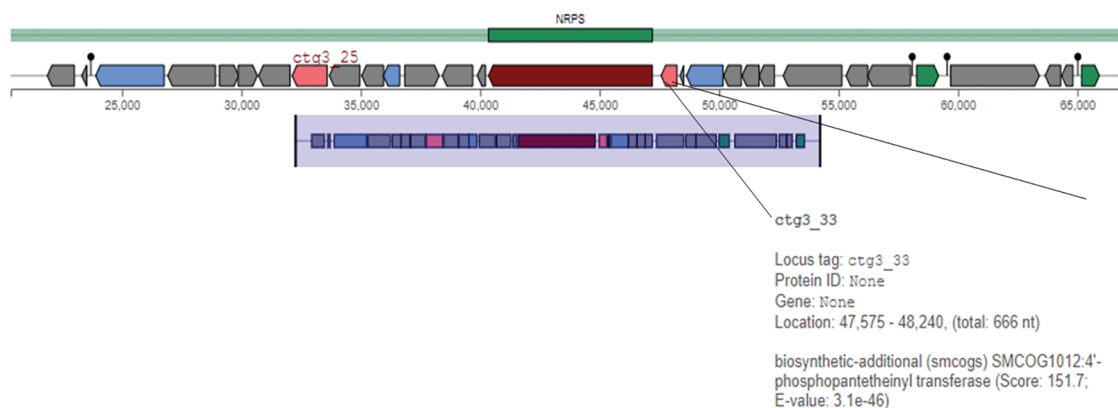 NRPS
ctg3_25
25,000 30,000 35,000 40,000 45,000 50,000 55,000 60,000 65,000
ctg3_33
Locus tag: ctg3_33
Protein ID: None
Gene: None
Location: 47,575 - 48,240, (total: 666 nt)
biosynthetic-additional (smcogs) SMCOG1012:4'-
phosphopantetheinyl transferase (Score: 151.7;
E-value: 3.1e-46)